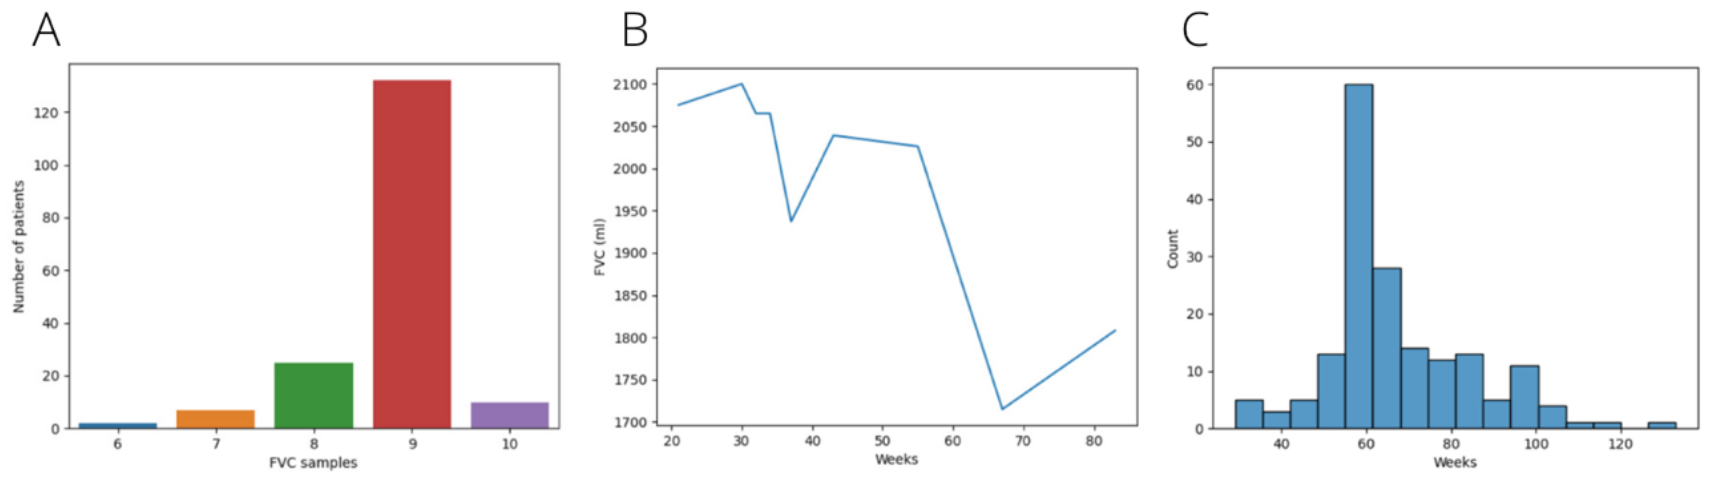 A
B
C
Number of patients
120
100
80
60
40
20
0
6 7 8 9 10
FVC samples
FVC (ml)
2100
2050
2000
1950
1900
1850
1800
1750
1700
20 30 40 50 60 70 80
Weeks
Count
60
50
40
30
20
10
0
40 60 80 100 120
Weeks